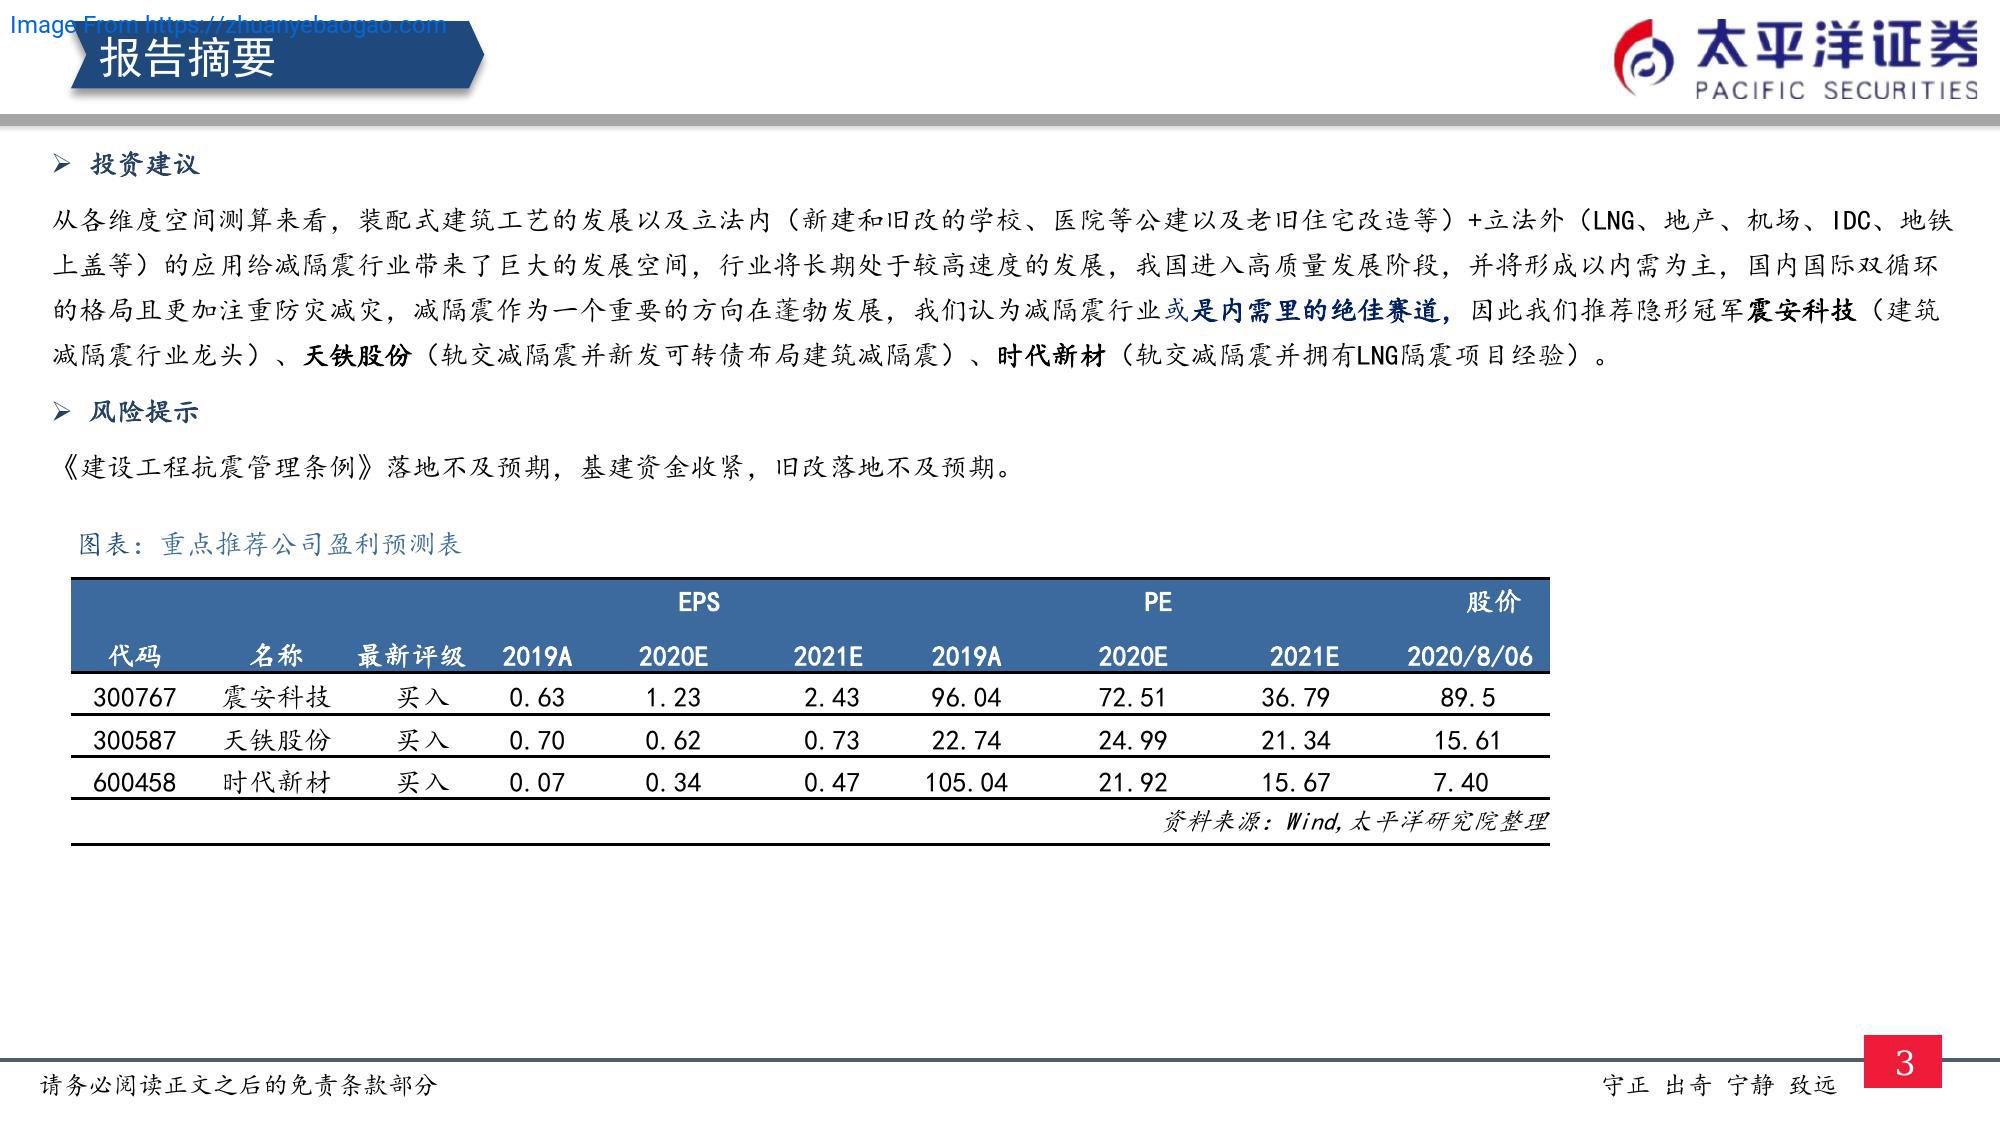 Image From https://zhuanyebaogao.com
报告摘要
太平洋证券
PACIFIC SECURITIES
➢ 投资建议
从各维度空间测算来看，装配式建筑工艺的发展以及立法内（新建和旧改的学校、医院等公建以及老旧住宅改造等）+立法外（LNG、地产、机场、IDC、地铁
上盖等）的应用给减隔震行业带来了巨大的发展空间，行业将长期处于较高速度的发展，我国进入高质量发展阶段，并将形成以内需为主，国内国际双循环
的格局且更加注重防灾减灾，减隔震作为一个重要的方向在蓬勃发展，我们认为减隔震行业或是内需里的绝佳赛道，因此我们推荐隐形冠军震安科技（建筑
减隔震行业龙头）、天铁股份（轨交减隔震并新发可转债布局建筑减隔震）、时代新材（轨交减隔震并拥有LNG隔震项目经验）。
➢ 风险提示
《建设工程抗震管理条例》落地不及预期，基建资金收紧，旧改落地不及预期。
图表：重点推荐公司盈利预测表
EPS PE 股价
代码 名称 最新评级 2019A 2020E 2021E 2019A 2020E 2021E 2020/8/06
300767 震安科技 买入 0.63 1.23 2.43 96.04 72.51 36.79 89.5
300587 天铁股份 买入 0.70 0.62 0.73 22.74 24.99 21.34 15.61
600458 时代新材 买入 0.07 0.34 0.47 105.04 21.92 15.67 7.40
资料来源：Wind,太平洋研究院整理
请务必阅读正文之后的免责条款部分
守正 出奇 宁静 致远
3